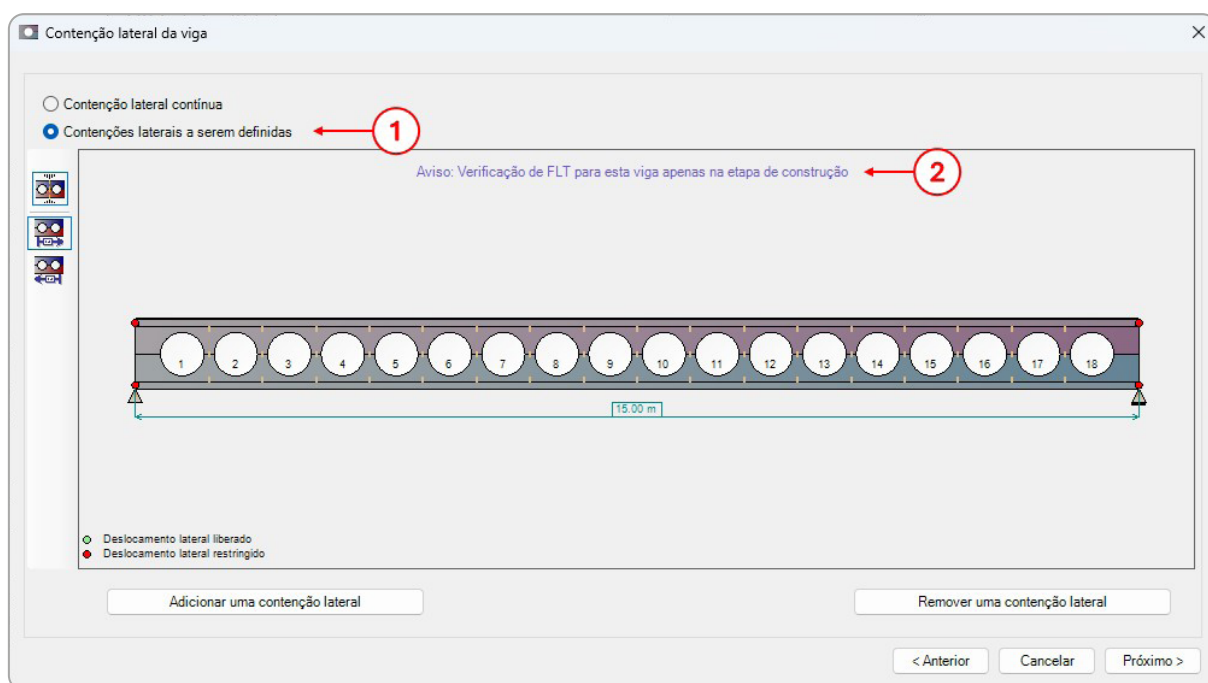 Contenção lateral da viga
Contenção lateral contínua
Contenções laterais a serem definidas
1
Aviso: Verificação de FLT para esta viga apenas na etapa de construção
2
1 2 3 4 5 6 7 8 9 10 11 12 13 14 15 16 17 18
15.00 m
Deslocamento lateral liberado
Deslocamento lateral restringido
Adicionar uma contenção lateral
Remover uma contenção lateral
< Anterior
Cancelar
Próximo >